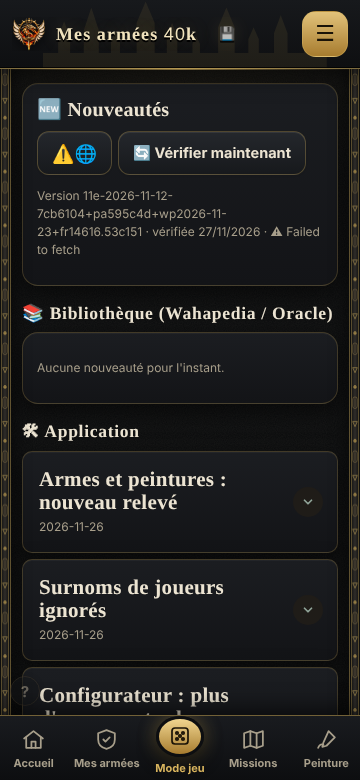 Mes armées 40k
Nouveautés
Vérifier maintenant
Version 11e-2026-11-12-
7cb6104+pa595c4d+wp2026-11-
23+fr14616.53c151 · vérifiée 27/11/2026 · ⚠ Failed
to fetch
Bibliothèque (Wahapedia / Oracle)
Aucune nouveauté pour l'instant.
Application
Armes et peintures :
nouveau relevé
2026-11-26
Surnoms de joueurs
ignorés
2026-11-26
?
Configurateur : plus
Accueil
Mes armées
Mode jeu
Missions
Peinture